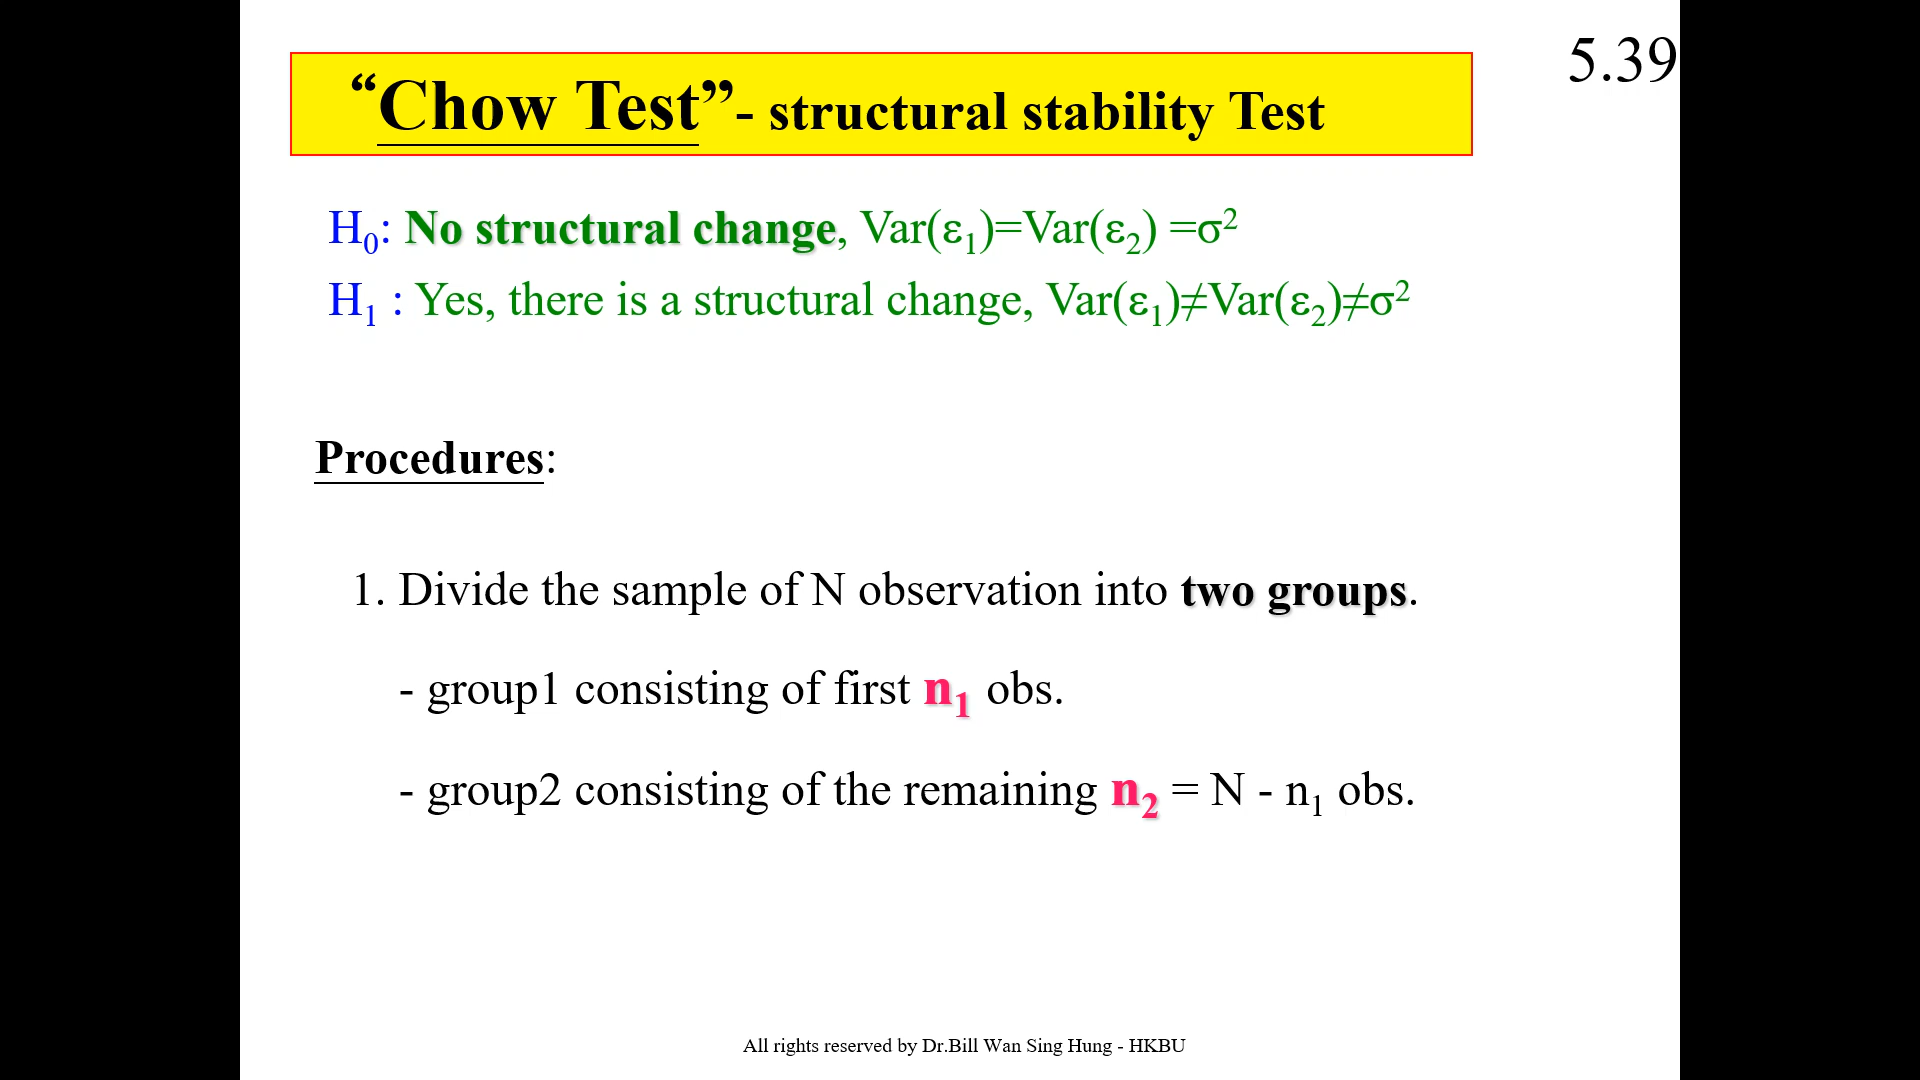 5.39
“Chow Test”- structural stability Test
H₀: No structural change, Var(ε₁)=Var(ε₂) =σ²
H₁ : Yes, there is a structural change, Var(ε₁)≠Var(ε₂)≠σ²
Procedures:
1. Divide the sample of N observation into two groups.
- group1 consisting of first n₁ obs.
- group2 consisting of the remaining n₂ = N - n₁ obs.
All rights reserved by Dr.Bill Wan Sing Hung - HKBU